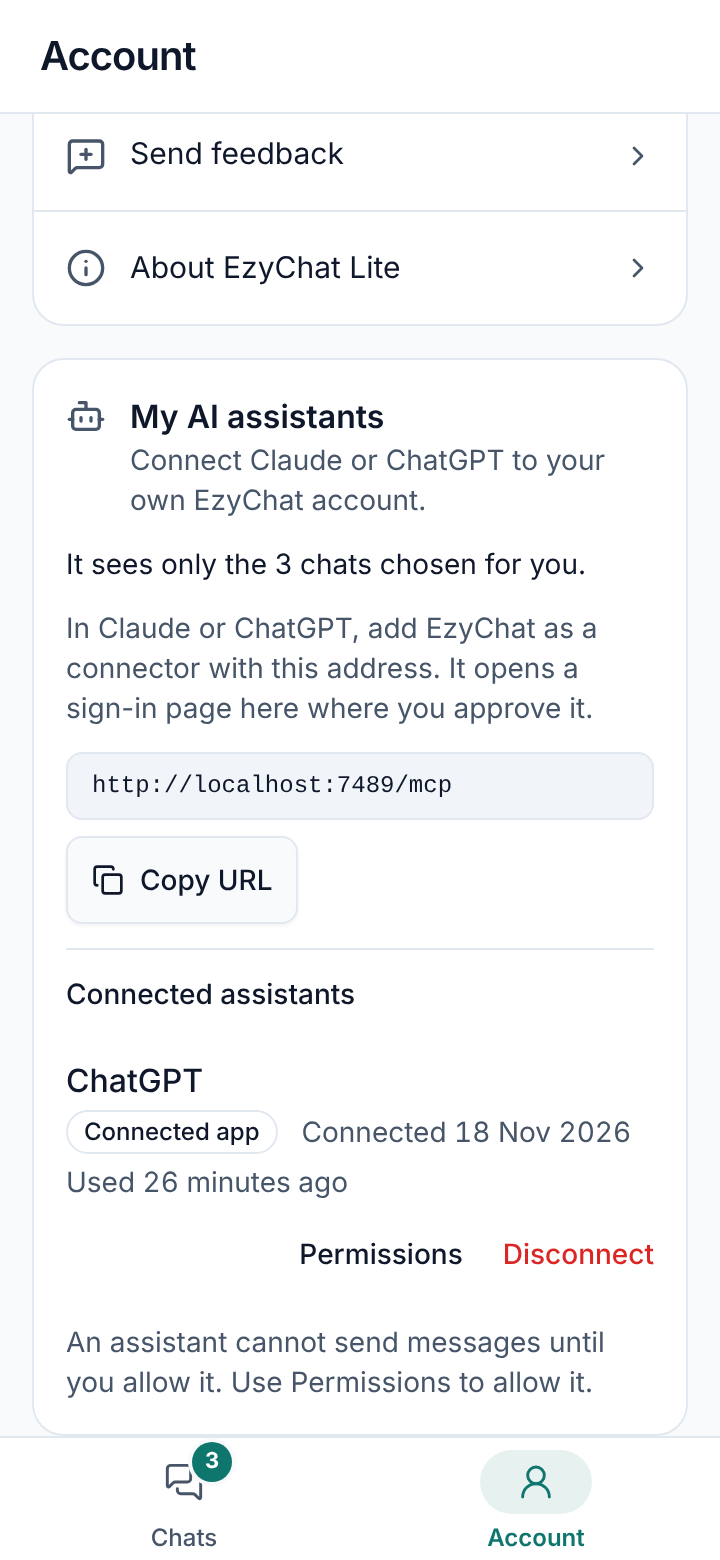 Account
Send feedback
About EzyChat Lite
My AI assistants
Connect Claude or ChatGPT to your
own EzyChat account.
It sees only the 3 chats chosen for you.
In Claude or ChatGPT, add EzyChat as a
connector with this address. It opens a
sign-in page here where you approve it.
http://localhost:7489/mcp
Copy URL
Connected assistants
ChatGPT
Connected app Connected 18 Nov 2026
Used 26 minutes ago
Permissions Disconnect
An assistant cannot send messages until
you allow it. Use Permissions to allow it.
3
Chats Account